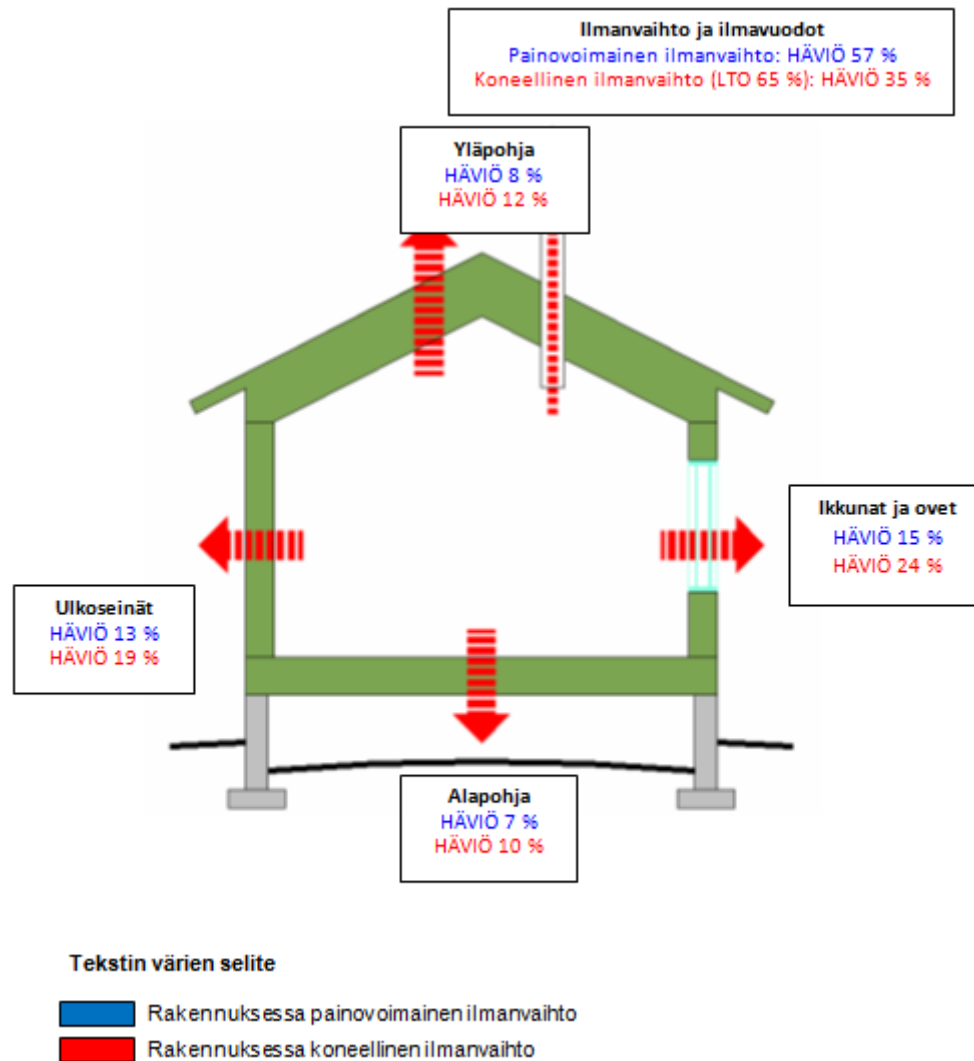 Ilmanvaihto ja ilmavuodot
Painovoimainen ilmanvaihto: HÄVIÖ 57 %
Koneellinen ilmanvaihto (LTO 65 %): HÄVIÖ 35 %
Yläpohja
HÄVIÖ 8 %
HÄVIÖ 12 %
Ikkunat ja ovet
HÄVIÖ 15 %
HÄVIÖ 24 %
Ulkoseinät
HÄVIÖ 13 %
HÄVIÖ 19 %
Alapohja
HÄVIÖ 7 %
HÄVIÖ 10 %
Tekstin värien selite
Rakennuksessa painovoimainen ilmanvaihto
Rakennuksessa koneellinen ilmanvaihto